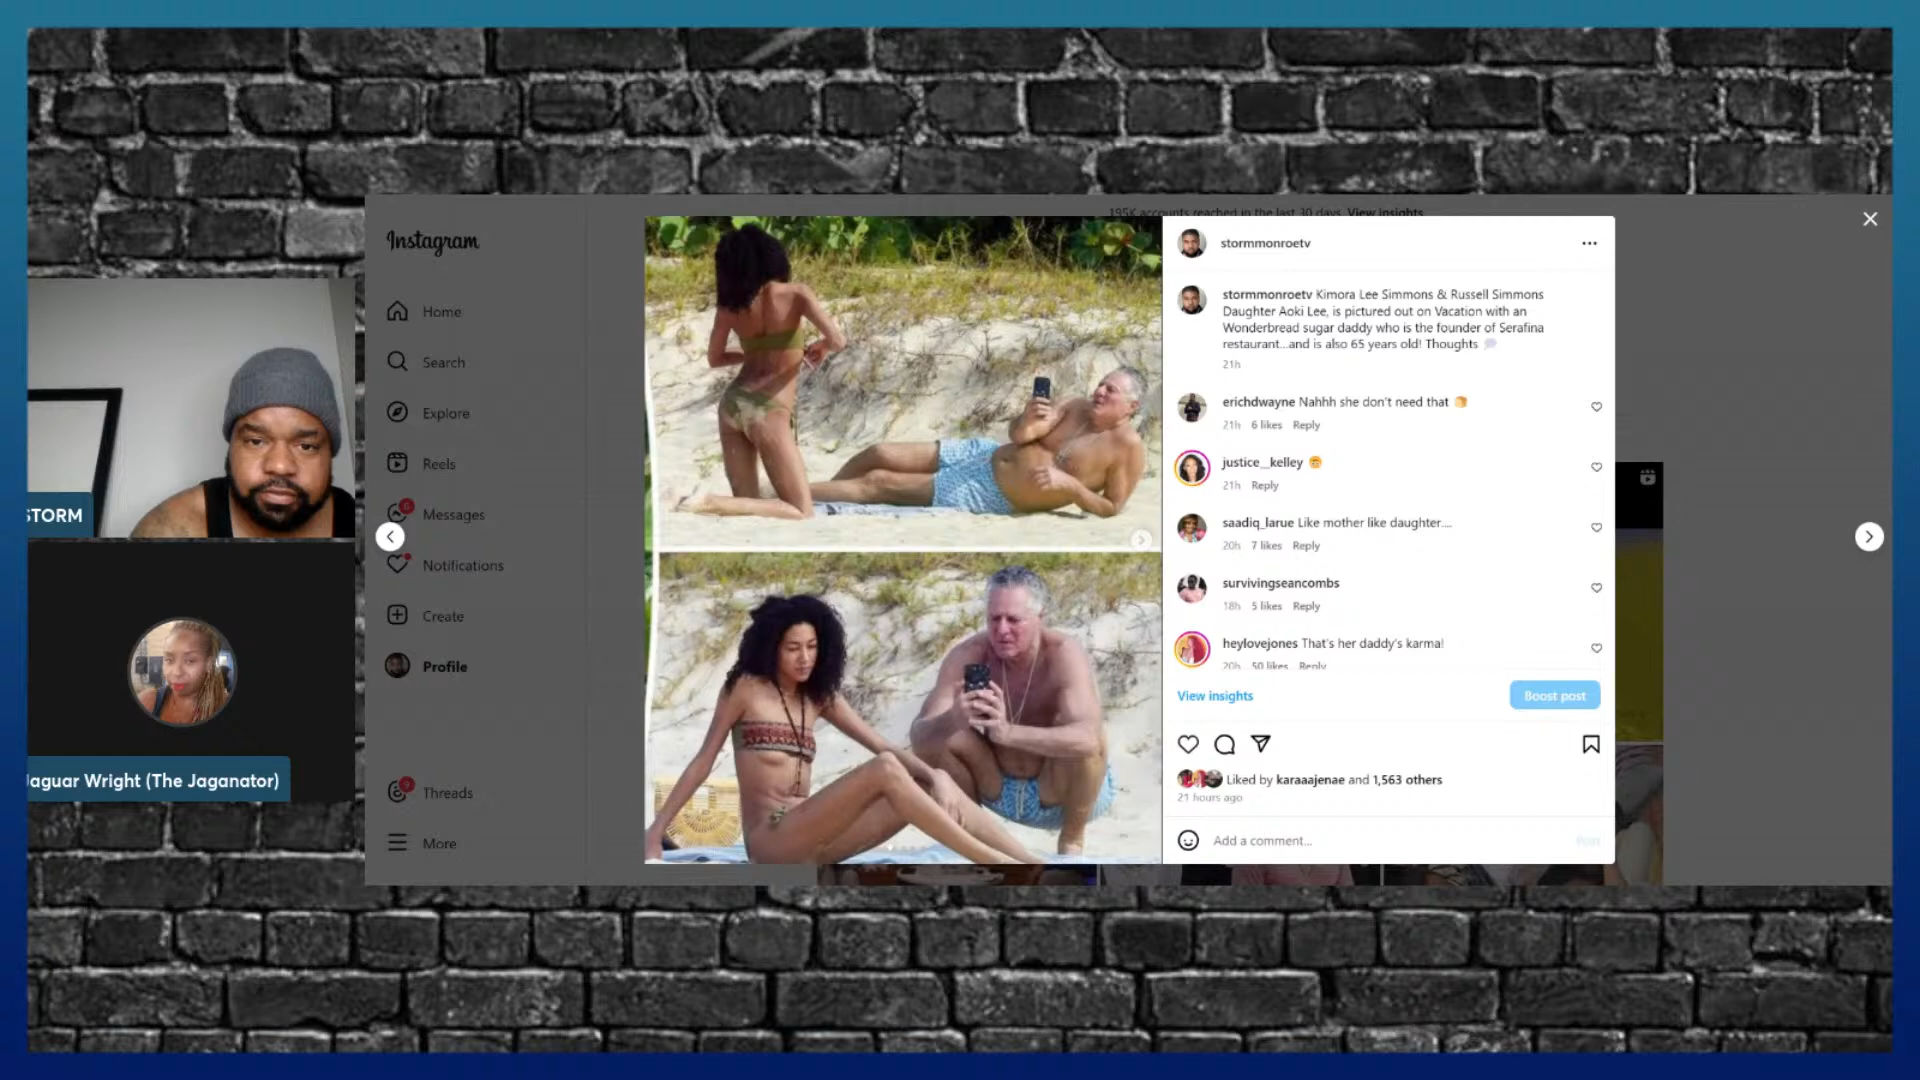 195K accounts reached in the last 30 days. View insights
Instagram
Home
Search
Explore
Reels
6
Messages
Notifications
Create
Profile
Threads
More
STORM
Jaguar Wright (The Jaganator)
stormmonroetv
stormmonroetv Kimora Lee Simmons & Russell Simmons
Daughter Aoki Lee, is pictured out on Vacation with an
Wonderbread sugar daddy who is the founder of Serafina
restaurant...and is also 65 years old! Thoughts 💭
21h
erichdwayne Nahhh she don't need that 🍞
21h 6 likes Reply
justice__kelley
21h Reply
saadiq_larue Like mother like daughter....
20h 7 likes Reply
survivingseancombs
18h 5 likes Reply
heylovejones That's her daddy's karma!
20h 50 likes Reply
View insights
Boost post
Liked by karaaajenae and 1,563 others
21 hours ago
Add a comment...
Post